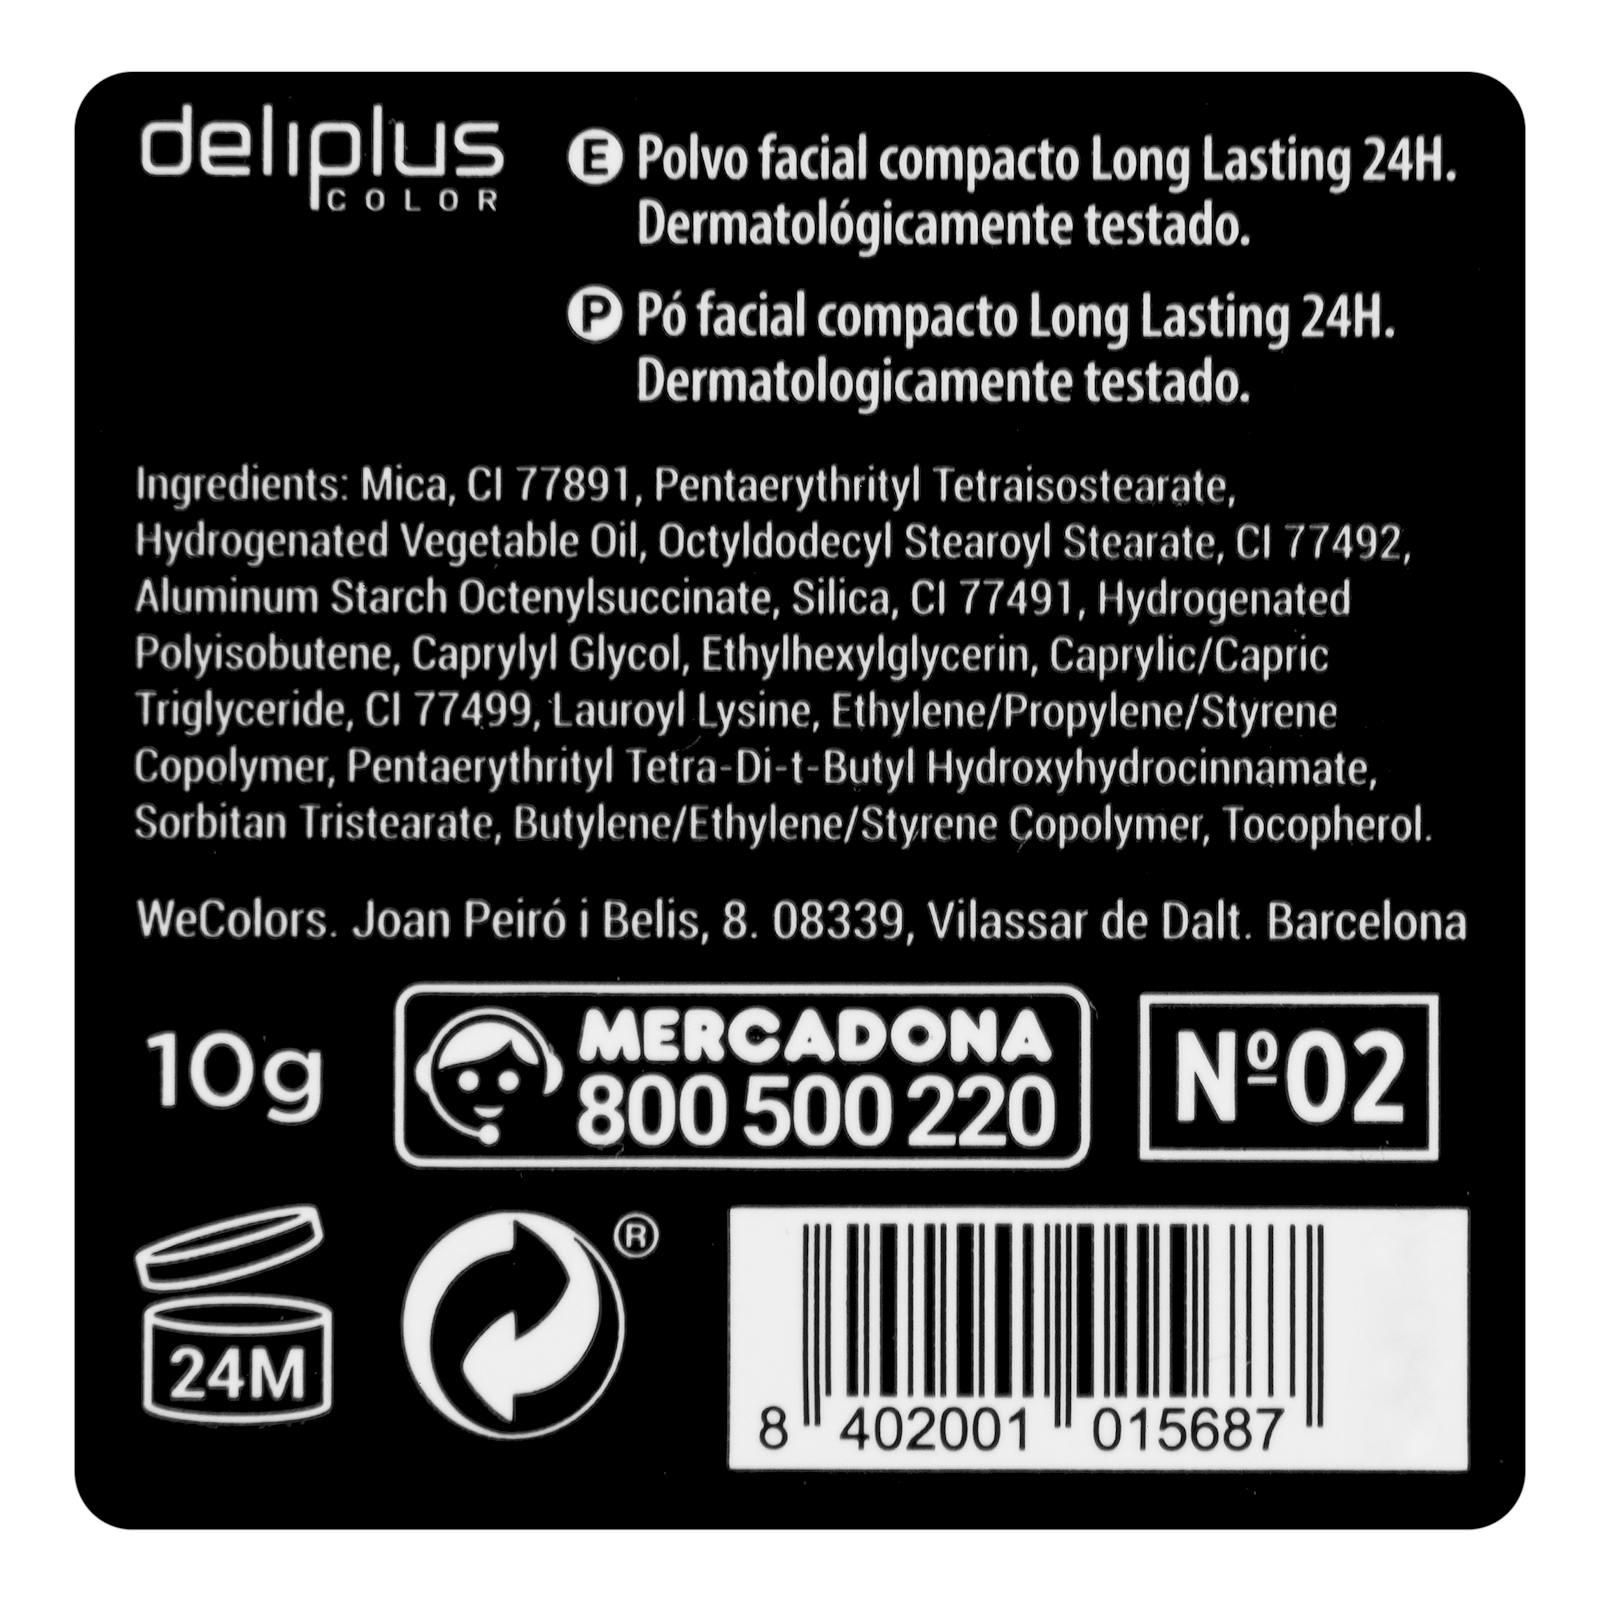 deliplus
COLOR
E Polvo facial compacto Long Lasting 24H.
Dermatológicamente testado.
P Pó facial compacto Long Lasting 24H.
Dermatologicamente testado.
Ingredients: Mica, CI 77891, Pentaerythrityl Tetraisostearate,
Hydrogenated Vegetable Oil, Octyldodecyl Stearoyl Stearate, CI 77492,
Aluminum Starch Octenylsuccinate, Silica, CI 77491, Hydrogenated
Polyisobutene, Caprylyl Glycol, Ethylhexylglycerin, Caprylic/Capric
Triglyceride, CI 77499, Lauroyl Lysine, Ethylene/Propylene/Styrene
Copolymer, Pentaerythrityl Tetra-Di-t-Butyl Hydroxyhydrocinnamate,
Sorbitan Tristearate, Butylene/Ethylene/Styrene Copolymer, Tocopherol.
WeColors. Joan Peiró i Belis, 8. 08339, Vilassar de Dalt. Barcelona
10g
MERCADONA
800 500 220
Nº02
24M
®
8 402001 015687